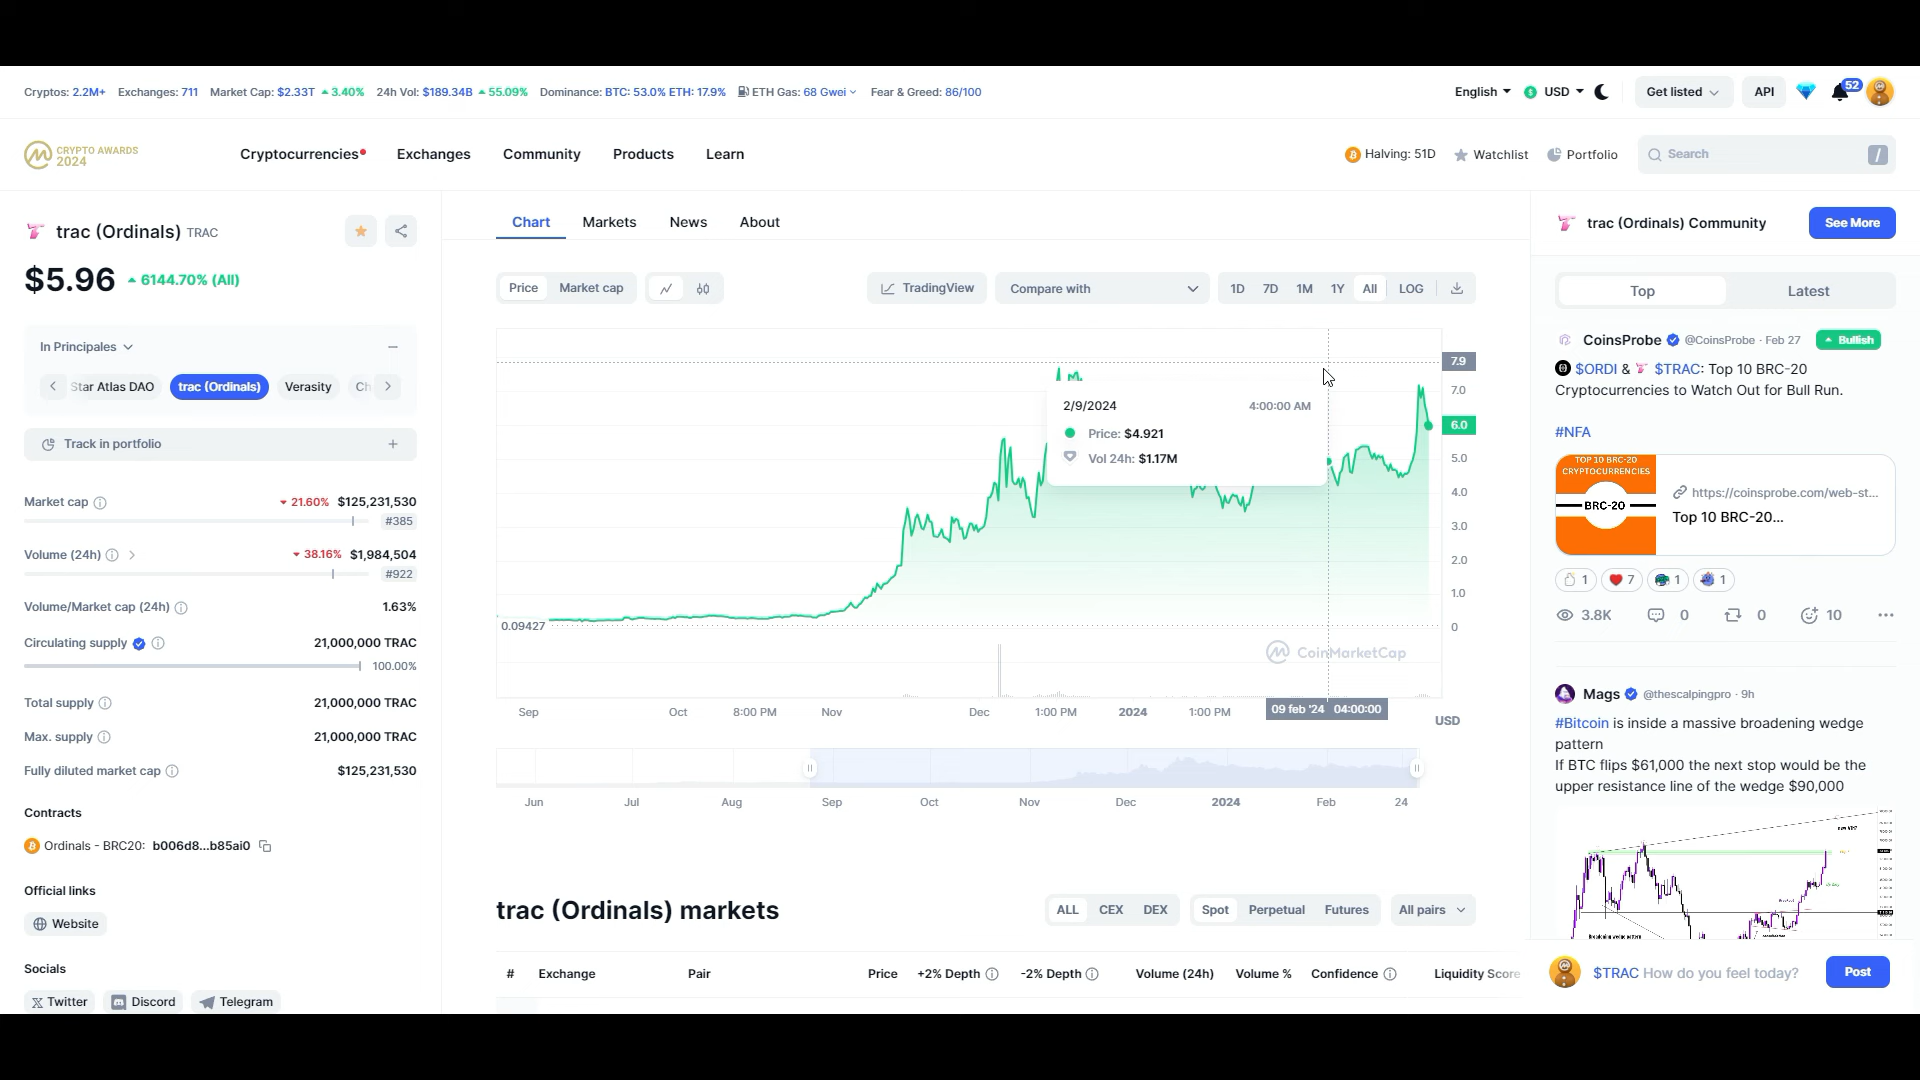 Cryptos: 2.2M+ Exchanges: 711 Market Cap: $2.33T 3.40% 24h Vol: $189.34B 55.09% Dominance: BTC: 53.0% ETH: 17.9% ETH Gas: 68 Gwei Fear & Greed: 86/100
English USD Get listed API 52
CRYPTO AWARDS
2024
Cryptocurrencies Exchanges Community Products Learn
Halving: 51D Watchlist Portfolio Search /
trac (Ordinals) TRAC
$5.96 6144.70% (All)
In Principales
Star Atlas DAO trac (Ordinals) Verasity Ch
Track in portfolio +
Market cap 21.60% $125,231,530
#385
Volume (24h) 38.16% $1,984,504
#922
Volume/Market cap (24h) 1.63%
Circulating supply 21,000,000 TRAC
100.00%
Total supply 21,000,000 TRAC
Max. supply 21,000,000 TRAC
Fully diluted market cap $125,231,530
Contracts
Ordinals - BRC20: b006d8...b85ai0
Official links
Website
Socials
Twitter Discord Telegram
Chart Markets News About
Price Market cap TradingView Compare with 1D 7D 1M 1Y All LOG
7.9
7.0
6.0
5.0
4.0
3.0
2.0
1.0
0
2/9/2024 4:00:00 AM
Price: $4.921
Vol 24h: $1.17M
0.09427
CoinMarketCap
Sep Oct 8:00 PM Nov Dec 1:00 PM 2024 1:00 PM 09 feb '24 04:00:00
USD
Jun Jul Aug Sep Oct Nov Dec 2024 Feb 24
trac (Ordinals) markets
ALL CEX DEX Spot Perpetual Futures All pairs
# Exchange Pair Price +2% Depth -2% Depth Volume (24h) Volume % Confidence Liquidity Score
trac (Ordinals) Community See More
Top Latest
CoinsProbe @CoinsProbe · Feb 27 Bullish
$ORDI & $TRAC: Top 10 BRC-20
Cryptocurrencies to Watch Out for Bull Run.
#NFA
TOP 10 BRC-20
CRYPTOCURRENCIES
BRC-20
https://coinsprobe.com/web-st...
Top 10 BRC-20...
1 7 1 1
3.8K 0 0 10
Mags @thescalpingpro · 9h
#Bitcoin is inside a massive broadening wedge
pattern
If BTC flips $61,000 the next stop would be the
upper resistance line of the wedge $90,000
Broadening wedge pattern
$TRAC How do you feel today? Post